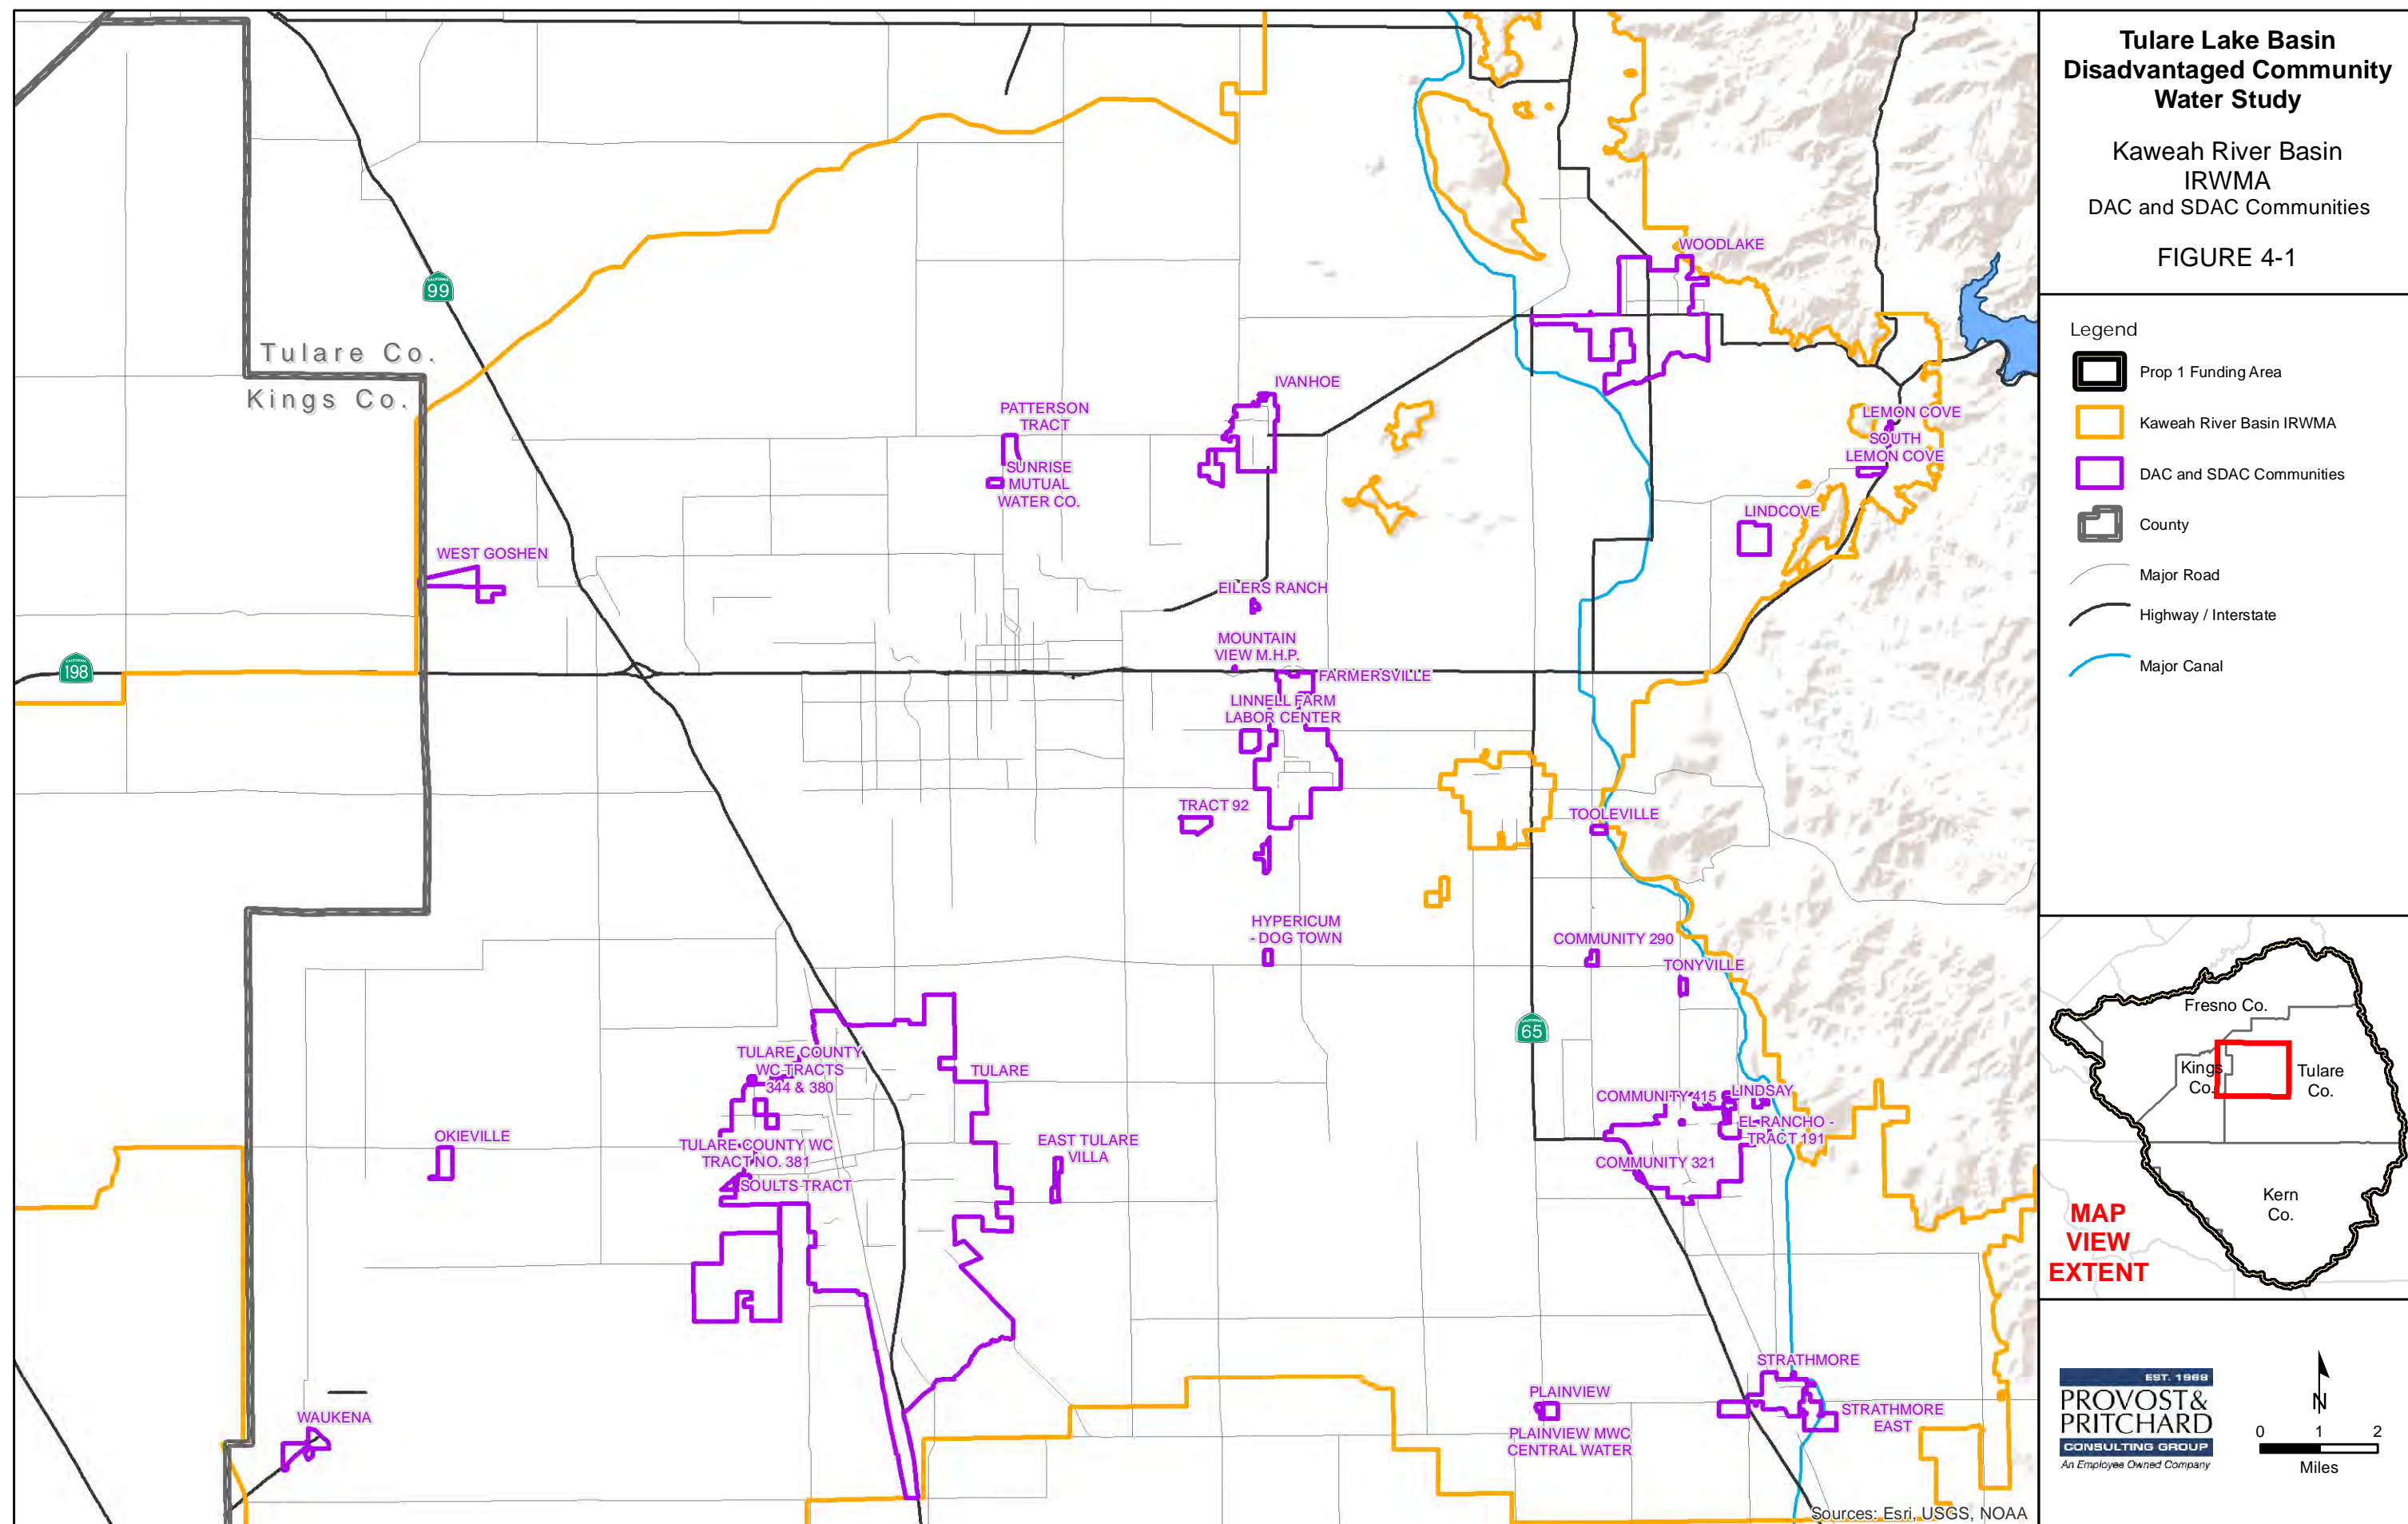 Tulare Lake Basin
Disadvantaged Community
Water Study
Kaweah River Basin
IRWMA
DAC and SDAC Communities
FIGURE 4-1
Legend
Prop 1 Funding Area
Kaweah River Basin IRWMA
DAC and SDAC Communities
County
Major Road
Highway / Interstate
Major Canal
Fresno Co.
Kings
Co.
Tulare
Co.
Kern
Co.
MAP
VIEW
EXTENT
EST. 1968
PROVOST&
PRITCHARD
CONSULTING GROUP
An Employee Owned Company
N
0 1 2
Miles
WOODLAKE
CALIFORNIA
99
Tulare Co.
Kings Co.
IVANHOE
PATTERSON
TRACT
SUNRISE
MUTUAL
WATER CO.
LEMON COVE
SOUTH
LEMON COVE
LINDCOVE
WEST GOSHEN
EILERS RANCH
MOUNTAIN
VIEW M.H.P.
CALIFORNIA
198
FARMERSVILLE
LINNELL FARM
LABOR CENTER
TRACT 92
TOOLEVILLE
HYPERICUM
- DOG TOWN
COMMUNITY 290
TONYVILLE
CALIFORNIA
65
TULARE COUNTY
WC TRACTS
344 & 380
TULARE
COMMUNITY 415
LINDSAY
EL RANCHO -
TRACT 191
OKIEVILLE
TULARE COUNTY WC
TRACT NO. 381
SOULTS TRACT
EAST TULARE
VILLA
COMMUNITY 321
STRATHMORE
PLAINVIEW
STRATHMORE
EAST
PLAINVIEW MWC
CENTRAL WATER
WAUKENA
Sources: Esri, USGS, NOAA